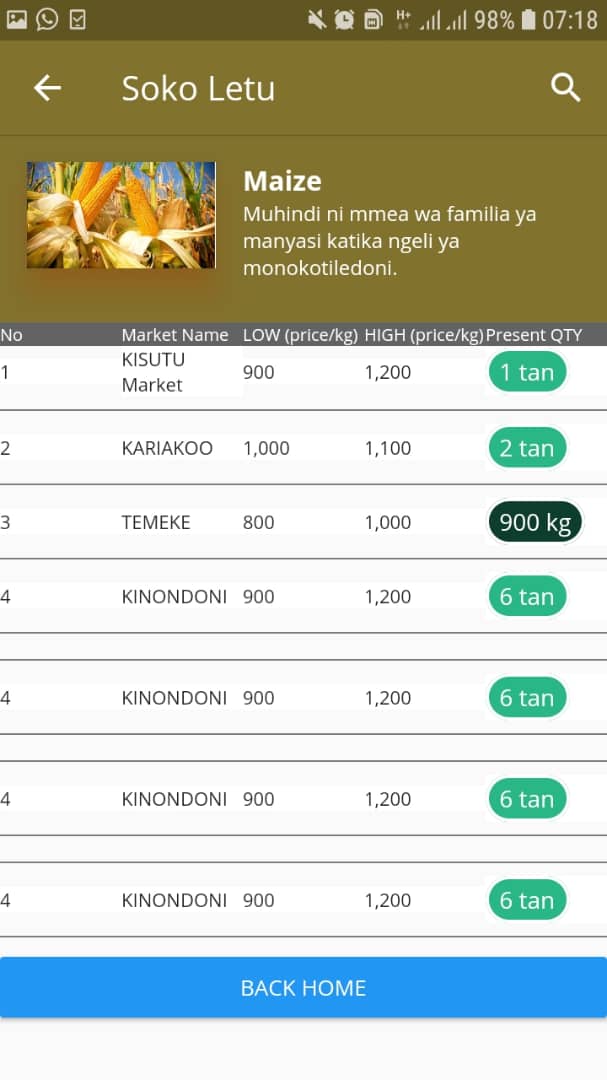 H+ 98% 07:18
Soko Letu
Maize
Muhindi ni mmea wa familia ya
manyasi katika ngeli ya
monokotiledoni.
No Market Name LOW (price/kg) HIGH (price/kg) Present QTY
1 KISUTU Market 900 1,200 1 tan
2 KARIAKOO 1,000 1,100 2 tan
3 TEMEKE 800 1,000 900 kg
4 KINONDONI 900 1,200 6 tan
4 KINONDONI 900 1,200 6 tan
4 KINONDONI 900 1,200 6 tan
4 KINONDONI 900 1,200 6 tan
BACK HOME